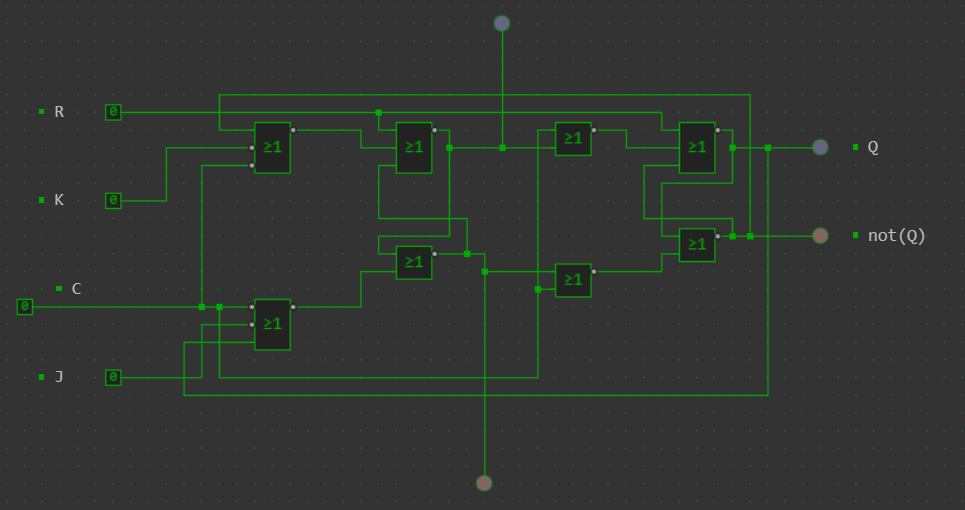 R 0
≥1 ≥1 ≥1 ≥1 Q
K 0
not(Q)
≥1 ≥1
≥1
C
0
≥1
J 0